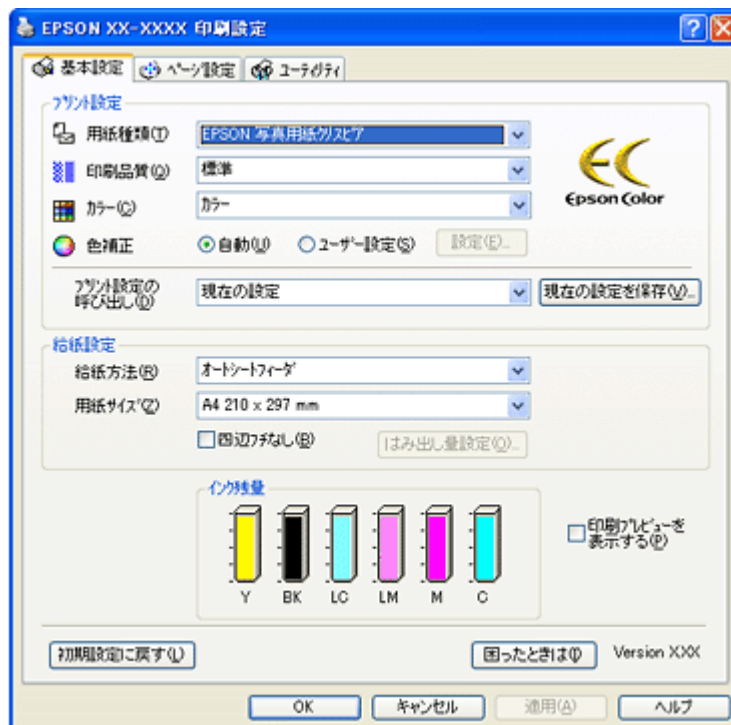 EPSON XX-XXXX 印刷設定
基本設定 ページ設定 ユーティリティ
プリント設定
用紙種類(T) EPSON 写真用紙クリスピア
印刷品質(Q) 標準
カラー(C) カラー
Epson Color
色補正 自動(U) ユーザー設定(S) 設定(E)...
プリント設定の
呼び出し(D) 現在の設定 現在の設定を保存(V)...
給紙設定
給紙方法(R) オートシートフィーダ
用紙サイズ(Z) A4 210 x 297 mm
四辺フチなし(B) はみ出し量設定(O)...
インク残量
Y BK LC LM M C
印刷プレビューを
表示する(P)
初期設定に戻す(L) 困ったときは(I) Version X.XX
OK キャンセル 適用(A) ヘルプ